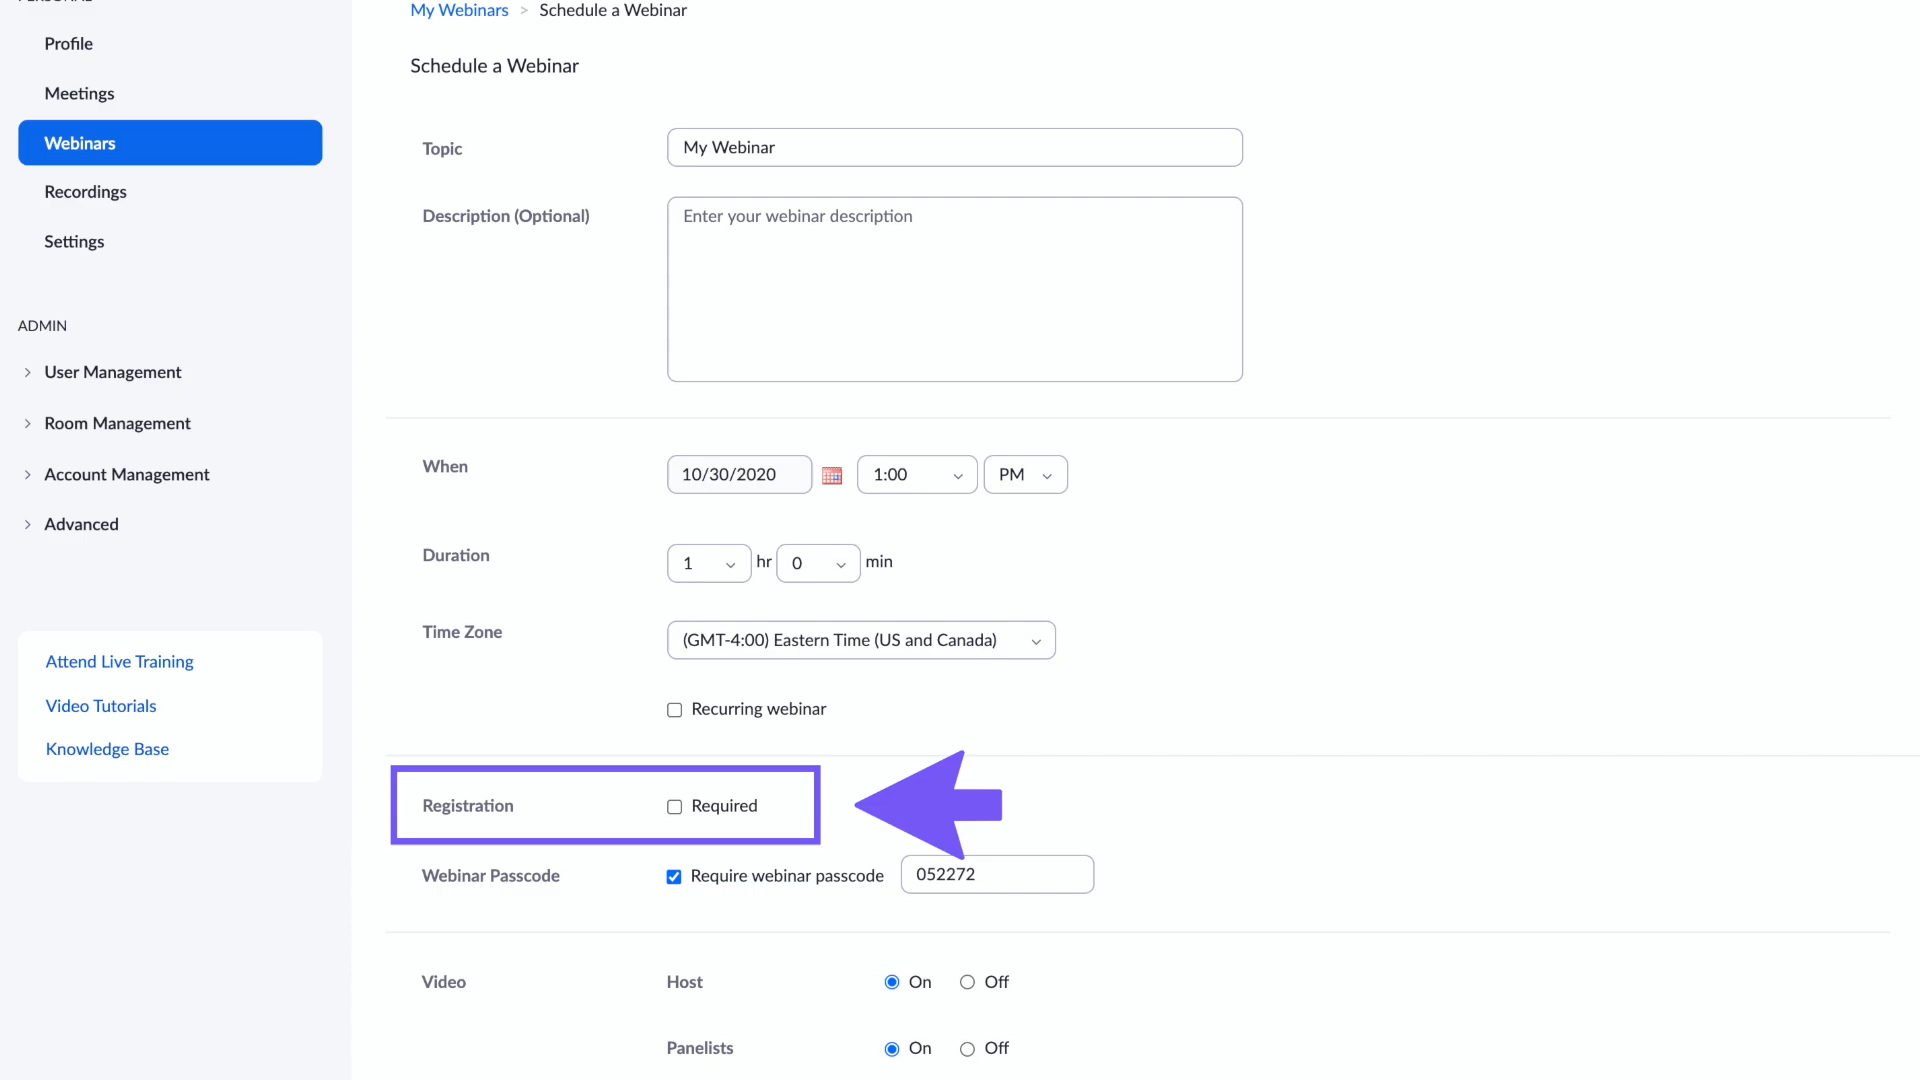 Profile
Meetings
Webinars
Recordings
Settings
ADMIN
User Management
Room Management
Account Management
Advanced
Attend Live Training
Video Tutorials
Knowledge Base
My Webinars > Schedule a Webinar
Schedule a Webinar
Topic My Webinar
Description (Optional) Enter your webinar description
When 10/30/2020 1:00 PM
Duration 1 hr 0 min
Time Zone (GMT-4:00) Eastern Time (US and Canada)
Recurring webinar
Registration Required
Webinar Passcode Require webinar passcode 052272
Video Host On Off
Panelists On Off